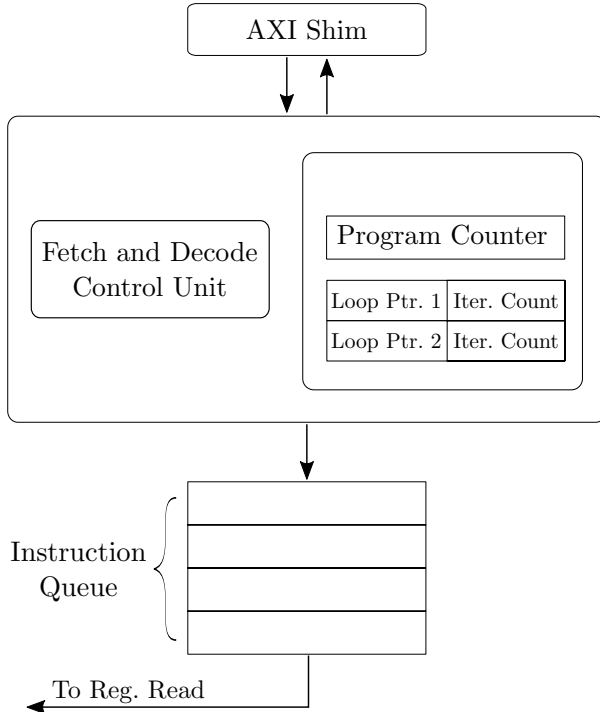 AXI Shim
Fetch and Decode
Control Unit
Program Counter
Loop Ptr. 1 Iter. Count
Loop Ptr. 2 Iter. Count
Instruction
Queue
To Reg. Read